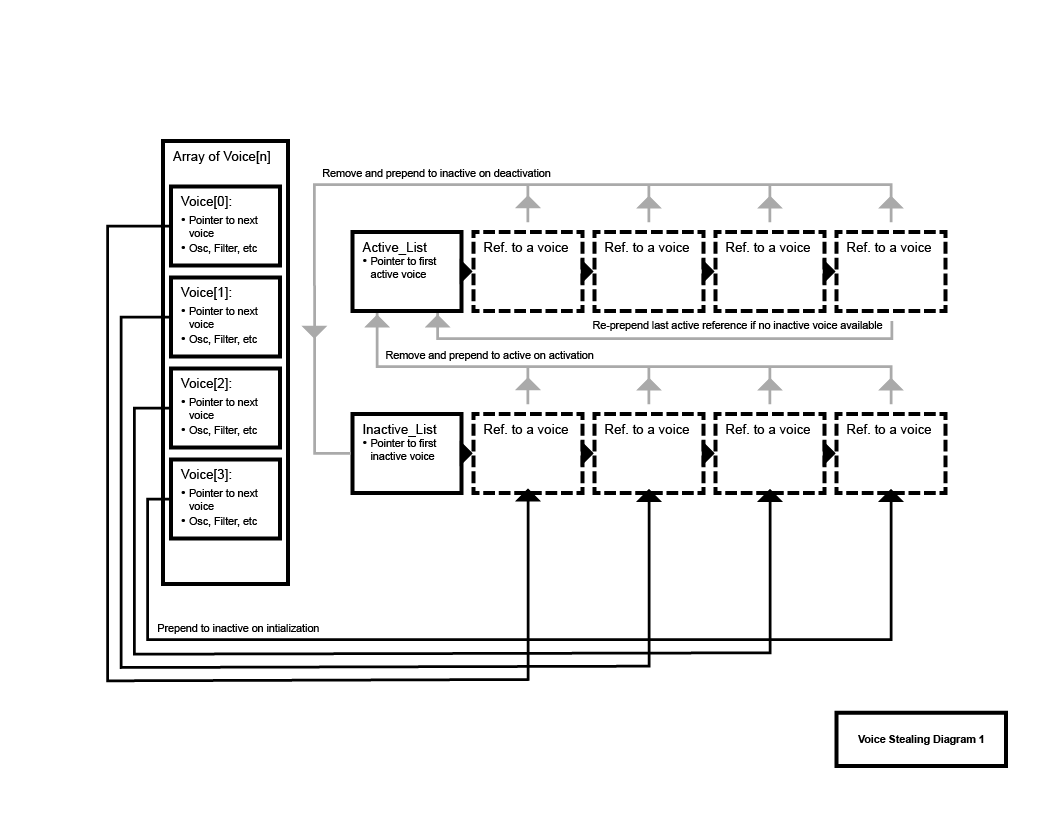 Array of Voice[n]
Voice[0]:
• Pointer to next
voice
• Osc, Filter, etc
Voice[1]:
• Pointer to next
voice
• Osc, Filter, etc
Voice[2]:
• Pointer to next
voice
• Osc, Filter, etc
Voice[3]:
• Pointer to next
voice
• Osc, Filter, etc
Remove and prepend to inactive on deactivation
Active_List
• Pointer to first
active voice
Ref. to a voice
Ref. to a voice
Ref. to a voice
Ref. to a voice
Re-prepend last active reference if no inactive voice available
Remove and prepend to active on activation
Inactive_List
• Pointer to first
inactive voice
Ref. to a voice
Ref. to a voice
Ref. to a voice
Ref. to a voice
Prepend to inactive on intialization
Voice Stealing Diagram 1